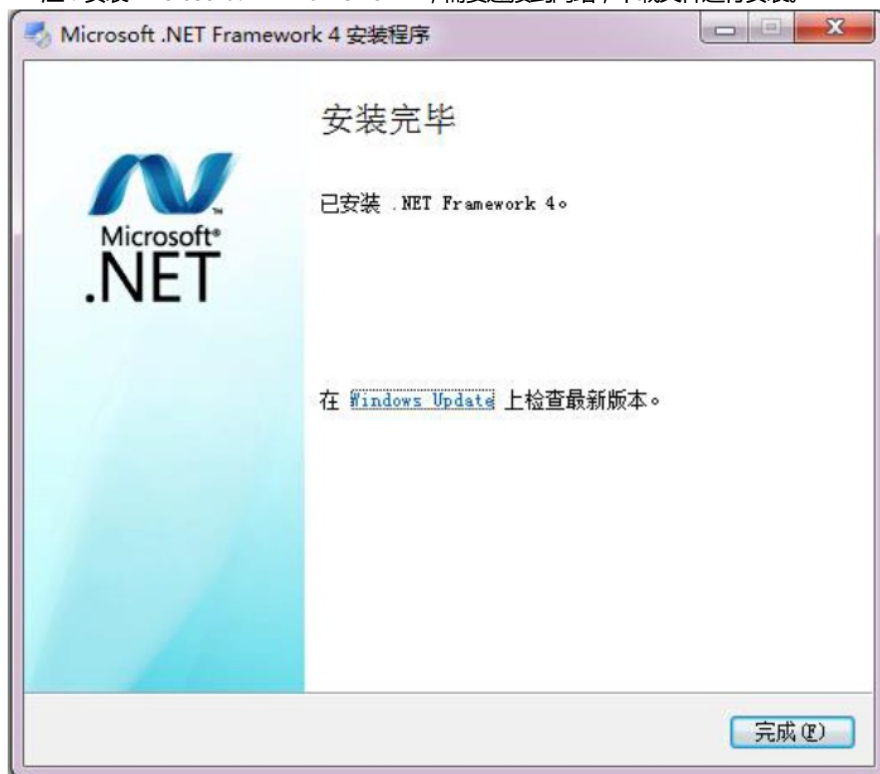 Microsoft .NET Framework 4 安装程序
安装完毕
已安装 .NET Framework 4。
Microsoft®
.NET
TM
在 Windows Update 上检查最新版本。
完成(F)